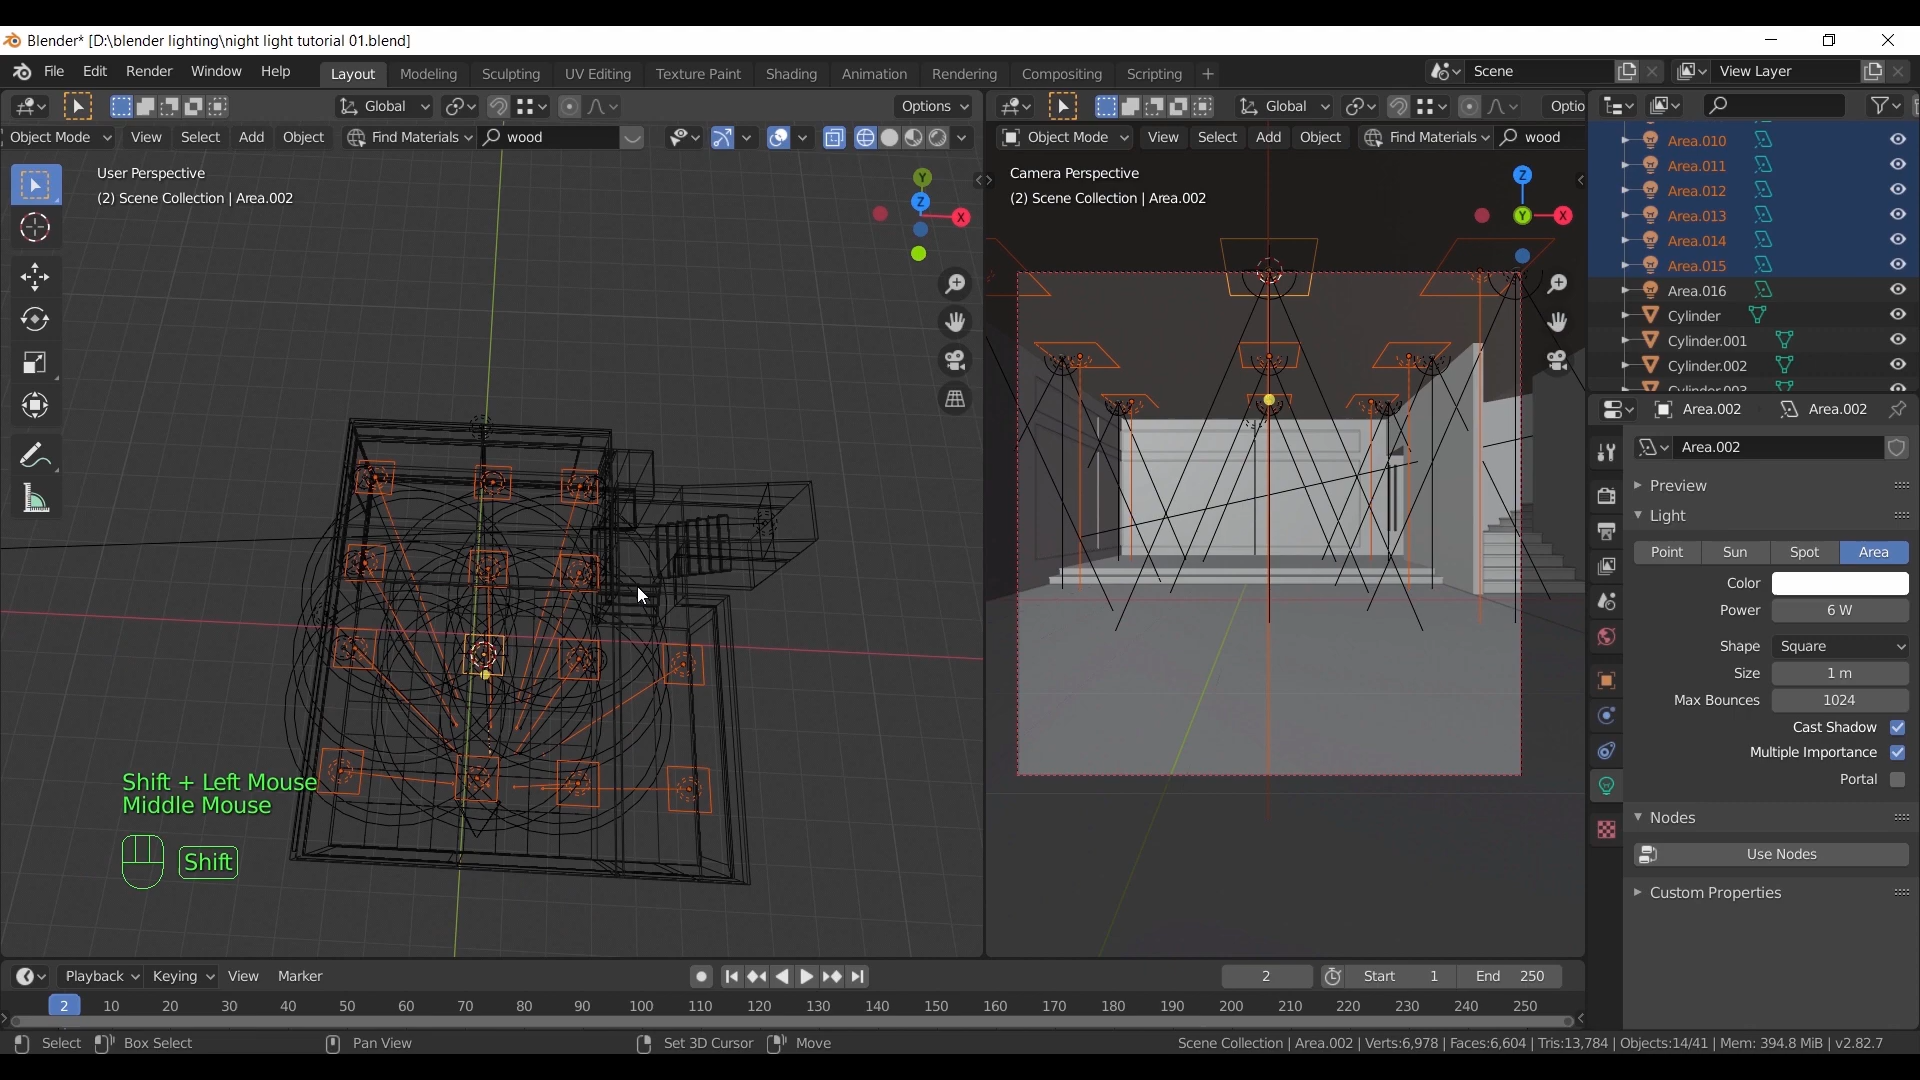 Blender* [D:\blender lighting\night light tutorial 01.blend]
File Edit Render Window Help
Layout Modeling Sculpting UV Editing Texture Paint Shading Animation Rendering Compositing Scripting +
Scene
View Layer
Global
Options
Object Mode View Select Add Object Find Materials wood
User Perspective
(2) Scene Collection | Area.002
Y
Z
X
Shift + Left Mouse
Middle Mouse
Shift
Global
Optio
Object Mode View Select Add Object Find Materials wood
Camera Perspective
(2) Scene Collection | Area.002
Z
Y
X
Area.010
Area.011
Area.012
Area.013
Area.014
Area.015
Area.016
Cylinder
Cylinder.001
Cylinder.002
Cylinder.003
Area.002 Area.002
Area.002
Preview
Light
Point Sun Spot Area
Color
Power 6 W
Shape Square
Size 1 m
Max Bounces 1024
Cast Shadow
Multiple Importance
Portal
Nodes
Use Nodes
Custom Properties
Playback Keying View Marker
2
Start 1
End 250
2 10 20 30 40 50 60 70 80 90 100 110 120 130 140 150 160 170 180 190 200 210 220 230 240 250
Select Box Select Pan View Set 3D Cursor Move
Scene Collection | Area.002 | Verts:6,978 | Faces:6,604 | Tris:13,784 | Objects:14/41 | Mem: 394.8 MiB | v2.82.7